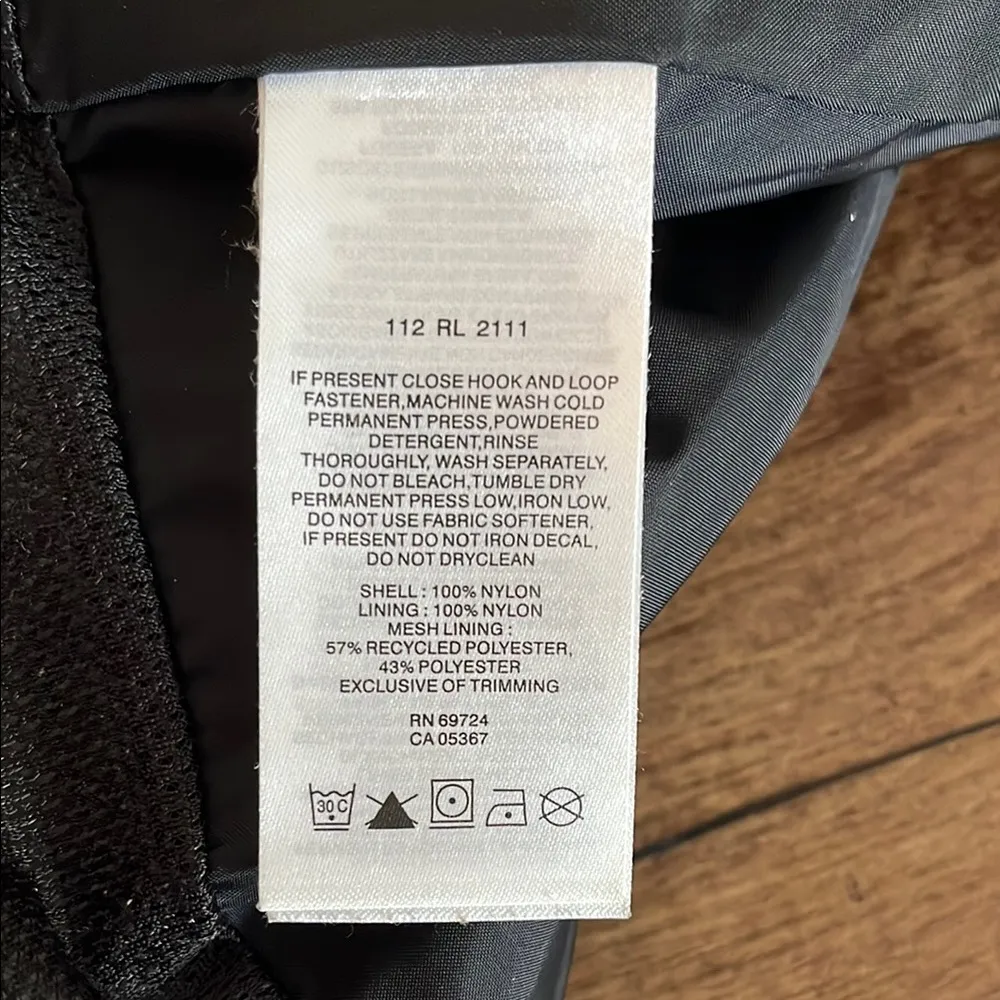 112 RL 2111
IF PRESENT CLOSE HOOK AND LOOP
FASTENER,MACHINE WASH COLD
PERMANENT PRESS,POWDERED
DETERGENT,RINSE
THOROUGHLY, WASH SEPARATELY,
DO NOT BLEACH,TUMBLE DRY
PERMANENT PRESS LOW,IRON LOW,
DO NOT USE FABRIC SOFTENER,
IF PRESENT DO NOT IRON DECAL,
DO NOT DRYCLEAN
SHELL : 100% NYLON
LINING : 100% NYLON
MESH LINING :
57% RECYCLED POLYESTER,
43% POLYESTER
EXCLUSIVE OF TRIMMING
RN 69724
CA 05367
30 C